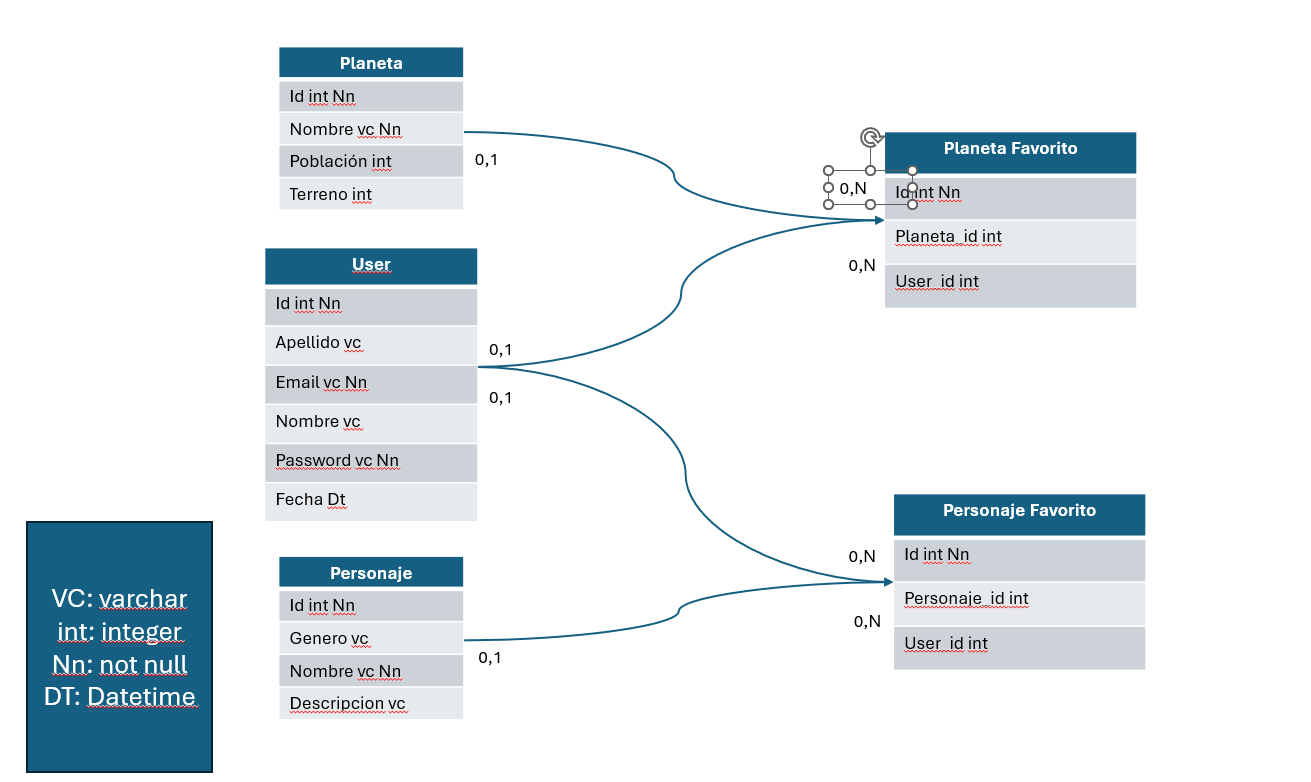 Planeta
Id int Nn
Nombre vc Nn
Población int
Terreno int
0,1
User
Id int Nn
Apellido vc
Email vc Nn
Nombre vc
Password vc Nn
Fecha Dt
0,1
0,1
Personaje
Id int Nn
Genero vc
Nombre vc Nn
Descripcion vc
0,1
Planeta Favorito
0,N
Id int Nn
Planeta_id int
0,N
User_id int
Personaje Favorito
0,N
Id int Nn
Personaje_id int
0,N
User_id int
VC: varchar
int: integer
Nn: not null
DT: Datetime